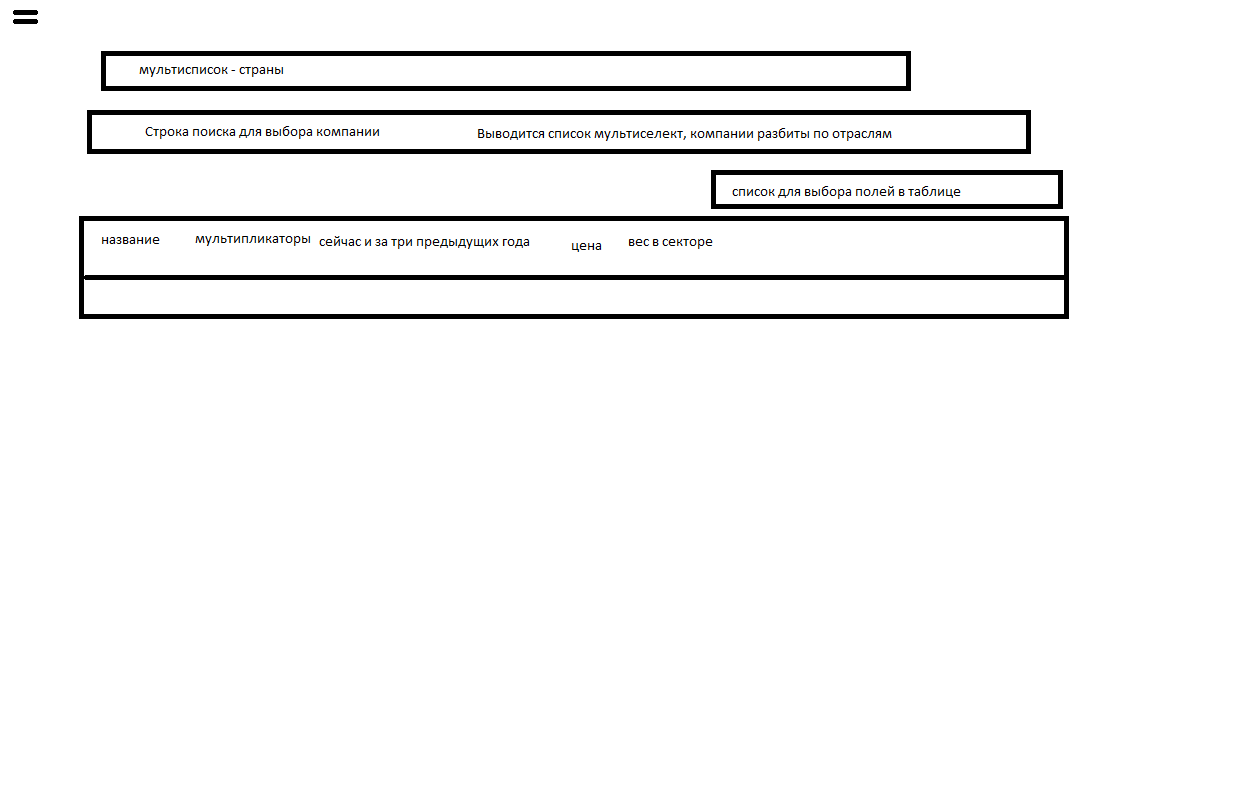 мультисписок - страны
Строка поиска для выбора компании Выводится список мультиселект, компании разбиты по отраслям
список для выбора полей в таблице
название мультипликаторы сейчас и за три предыдущих года цена вес в секторе